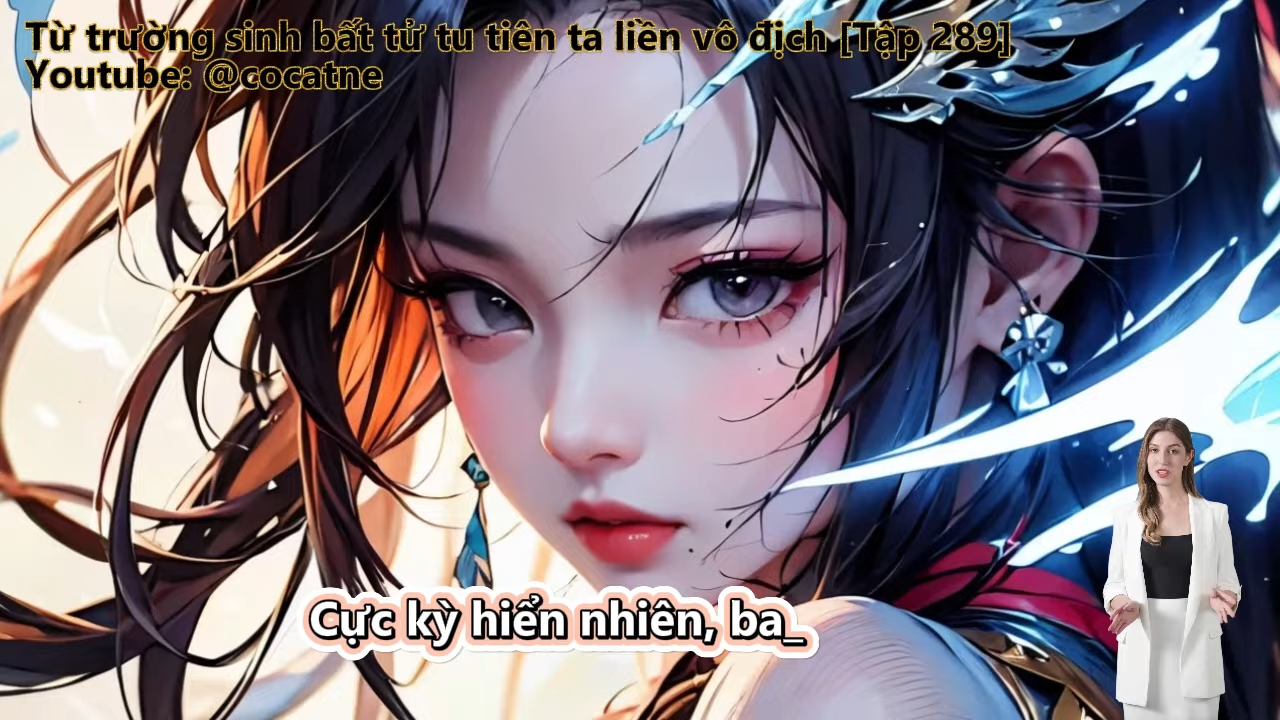 Từ trường sinh bất tử tu tiên ta liền vô địch [Tập 289]
Youtube: @cocatne
Cực kỳ hiển nhiên, ba_